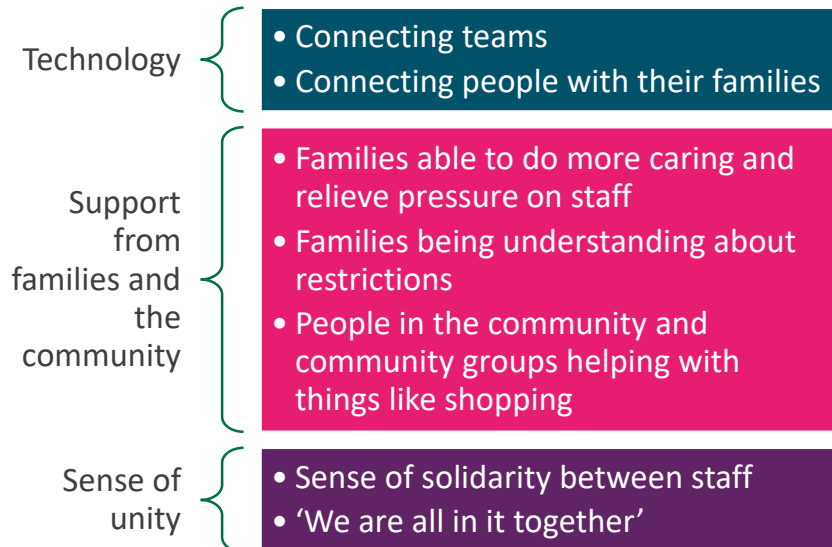 Technology
• Connecting teams
• Connecting people with their families
Support
from
families and
the
community
• Families able to do more caring and
relieve pressure on staff
• Families being understanding about
restrictions
• People in the community and
community groups helping with
things like shopping
Sense of
unity
• Sense of solidarity between staff
• ‘We are all in it together’